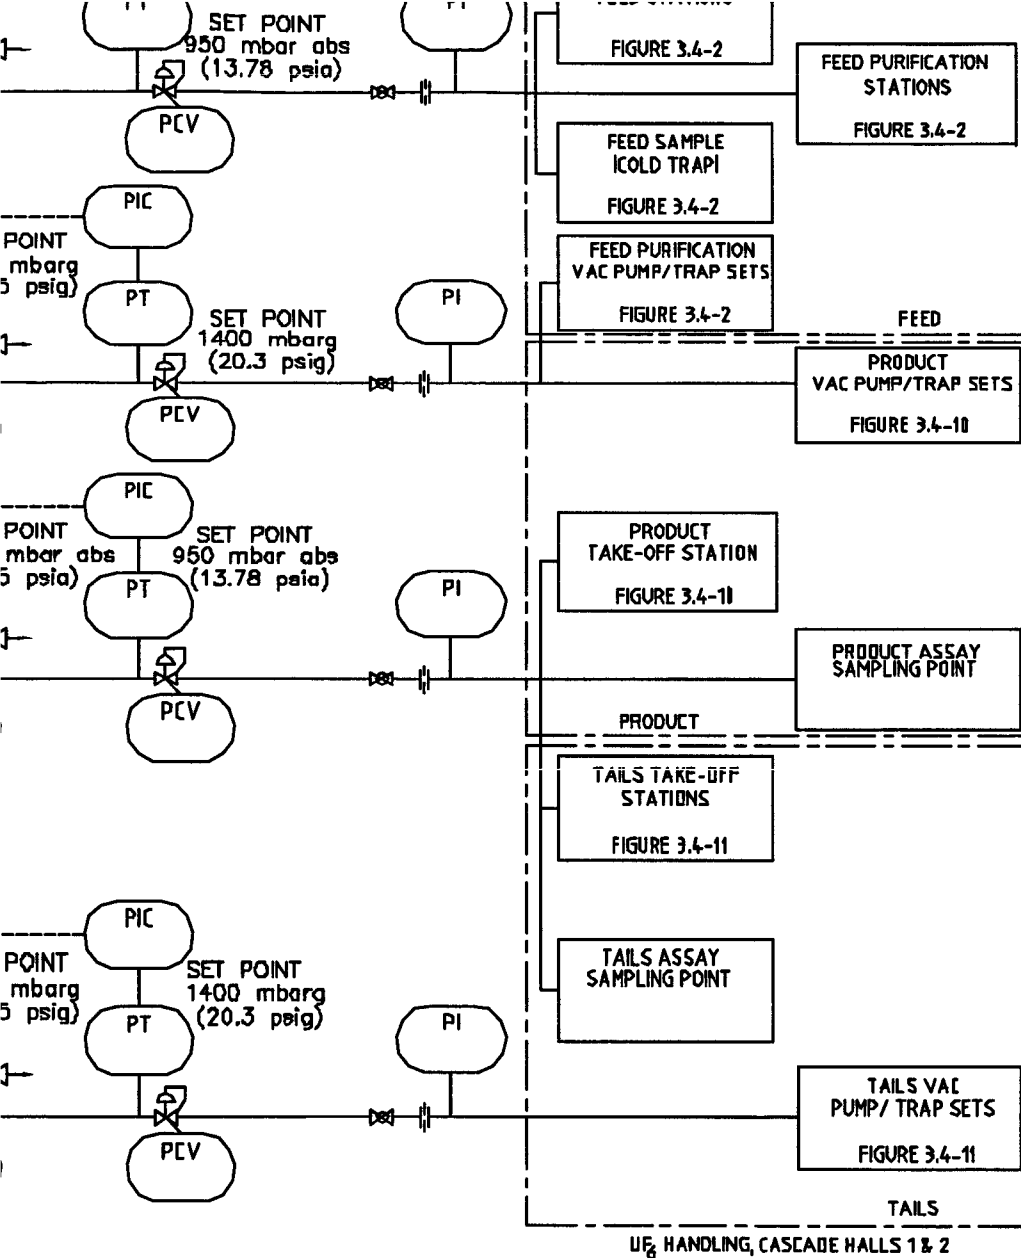 SET POINT
950 mbar abs
(13.78 psia)
PCV
FIGURE 3.4-2
FEED PURIFICATION
STATIONS
FIGURE 3.4-2
FEED SAMPLE
(COLD TRAP)
FIGURE 3.4-2
PIC
POINT
mbarg
5 psig)
PT
SET POINT
1400 mbarg
(20.3 psig)
PCV
PI
FEED PURIFICATION
VAC PUMP/TRAP SETS
FIGURE 3.4-2
FEED
PRODUCT
VAC PUMP/TRAP SETS
FIGURE 3.4-10
PIC
POINT
mbar abs
5 psia)
PT
SET POINT
950 mbar abs
(13.78 psia)
PCV
PI
PRODUCT
TAKE-OFF STATION
FIGURE 3.4-10
PRODUCT ASSAY
SAMPLING POINT
PRODUCT
TAILS TAKE-OFF
STATIONS
FIGURE 3.4-11
TAILS ASSAY
SAMPLING POINT
PIC
POINT
mbarg
5 psig)
PT
SET POINT
1400 mbarg
(20.3 psig)
PCV
PI
TAILS VAC
PUMP/ TRAP SETS
FIGURE 3.4-11
TAILS
UF6 HANDLING, CASCADE HALLS 1 & 2